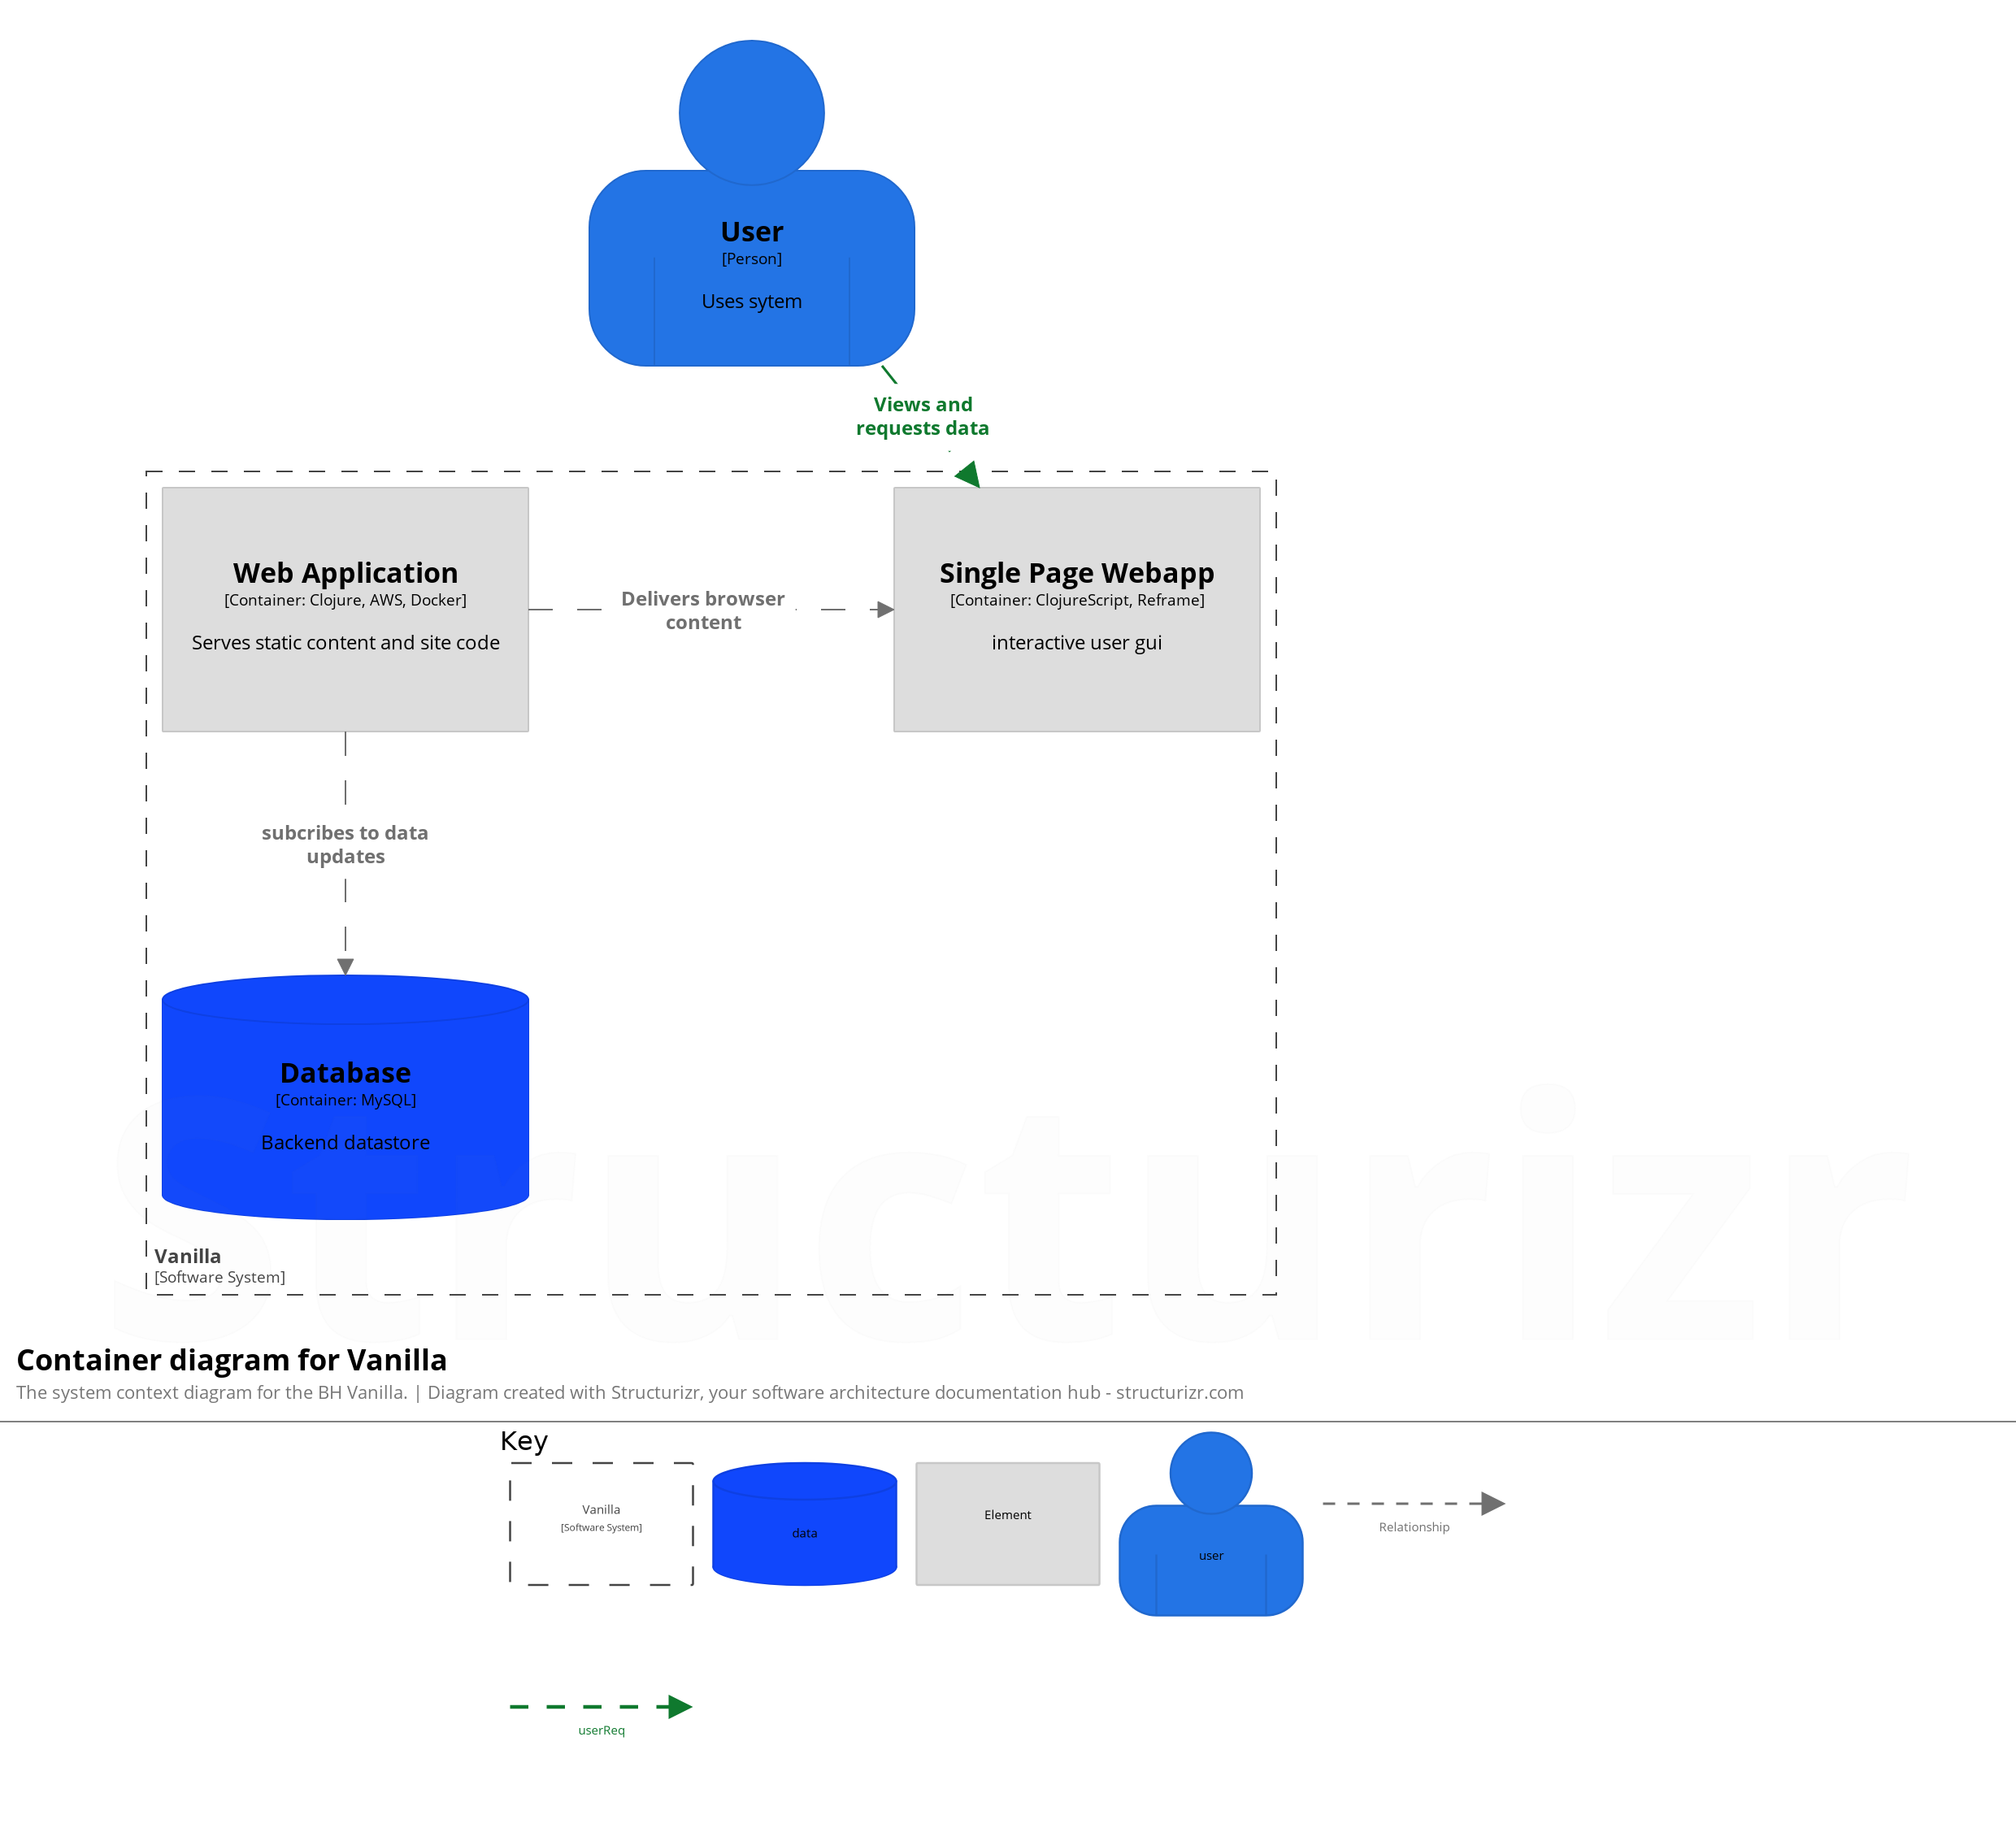 User
[Person]
Uses sytem
Views and
requests data
Web Application
[Container: Clojure, AWS, Docker]
Serves static content and site code
Delivers browser
content
Single Page Webapp
[Container: ClojureScript, Reframe]
interactive user gui
subcribes to data
updates
Database
[Container: MySQL]
Backend datastore
Structurizr
Vanilla
[Software System]
Container diagram for Vanilla
The system context diagram for the BH Vanilla. | Diagram created with Structurizr, your software architecture documentation hub - structurizr.com
Key
Vanilla
[Software System]
data
Element
user
Relationship
userReq